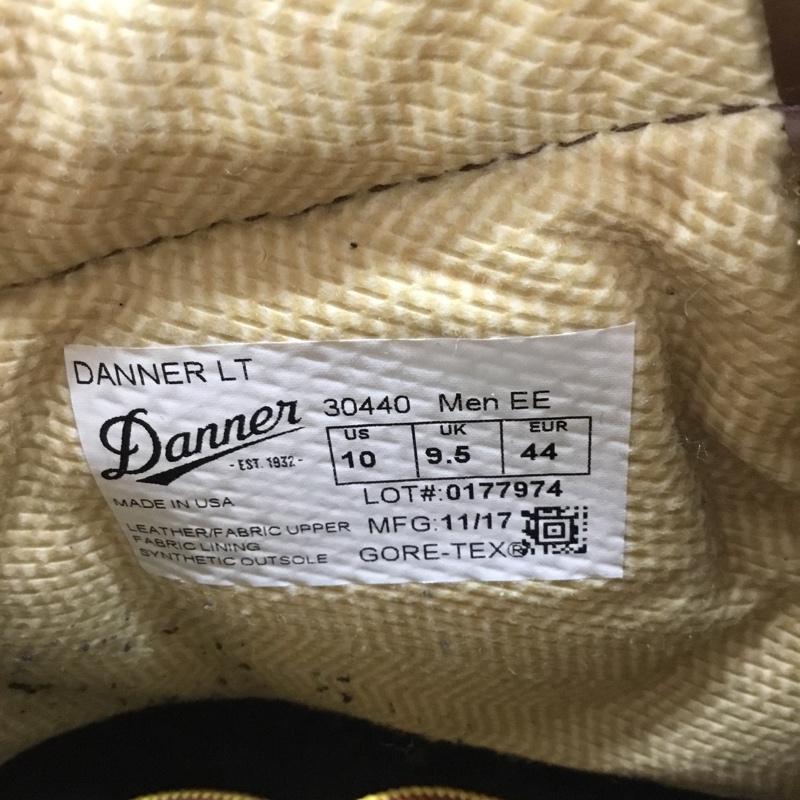 DANNER LT
Danner
- EST. 1932 -
30440 Men EE
US UK EUR
10 9.5 44
LOT#:0177974
MADE IN USA
MFG:11/17
LEATHER/FABRIC UPPER
FABRIC LINING
SYNTHETIC OUTSOLE
GORE-TEX®